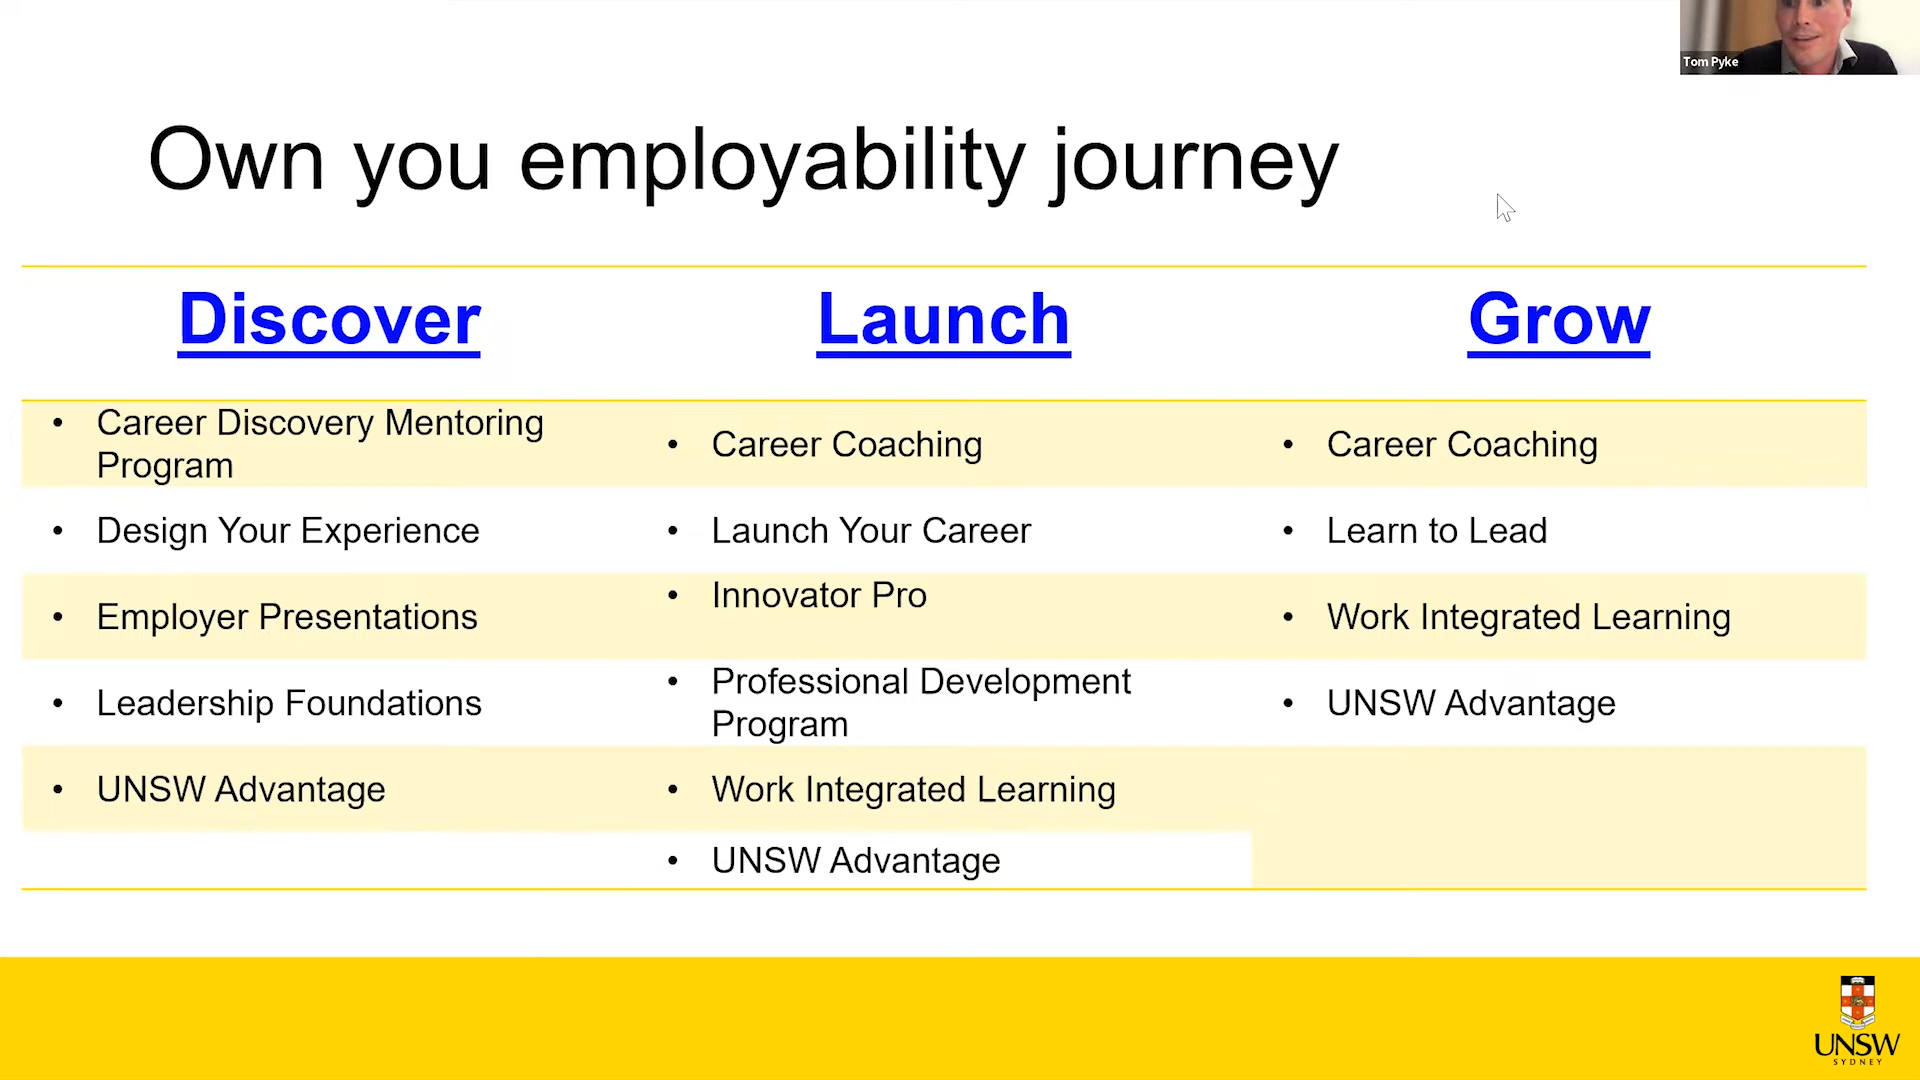 Tom Pyke
Own you employability journey
Discover
Launch
Grow
• Career Discovery Mentoring
Program
• Career Coaching
• Career Coaching
• Design Your Experience
• Launch Your Career
• Learn to Lead
• Employer Presentations
• Innovator Pro
• Work Integrated Learning
• Leadership Foundations
• Professional Development
Program
• UNSW Advantage
• UNSW Advantage
• Work Integrated Learning
• UNSW Advantage
UNSW
SYDNEY